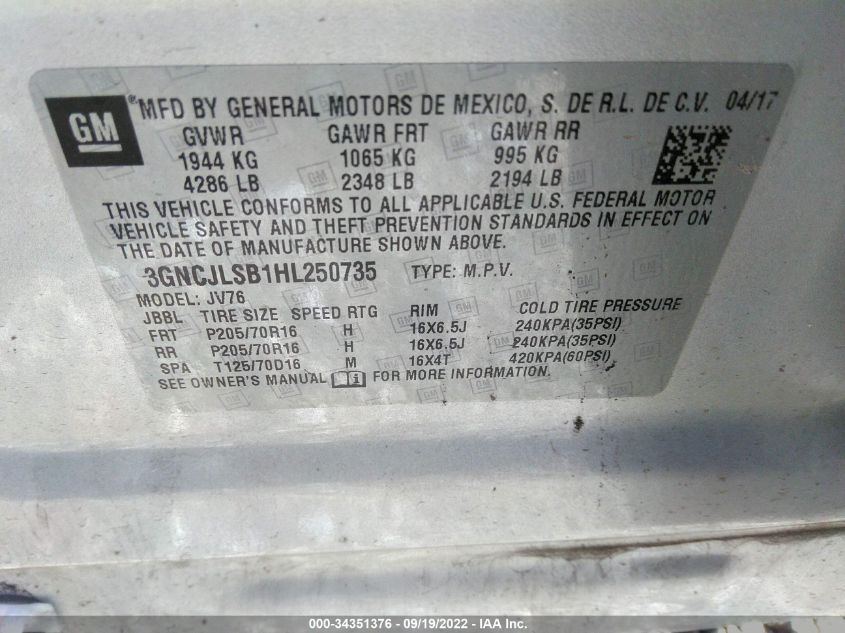 GM ® MFD BY GENERAL MOTORS DE MEXICO, S. DE R.L. DE C.V. 04/17
GVWR GAWR FRT GAWR RR
1944 KG 1065 KG 995 KG
4286 LB 2348 LB 2194 LB
THIS VEHICLE CONFORMS TO ALL APPLICABLE U.S. FEDERAL MOTOR
VEHICLE SAFETY AND THEFT PREVENTION STANDARDS IN EFFECT ON
THE DATE OF MANUFACTURE SHOWN ABOVE.
3GNCJLSB1HL250735 TYPE: M.P.V.
MODEL: JV76
JBBL TIRE SIZE SPEED RTG RIM COLD TIRE PRESSURE
FRT P205/70R16 H 16X6.5J 240KPA(35PSI)
RR P205/70R16 H 16X6.5J 240KPA(35PSI)
SPA T125/70D16 M 16X4T 420KPA(60PSI)
SEE OWNER'S MANUAL FOR MORE INFORMATION.
000-34351376 - 09/19/2022 - IAA Inc.